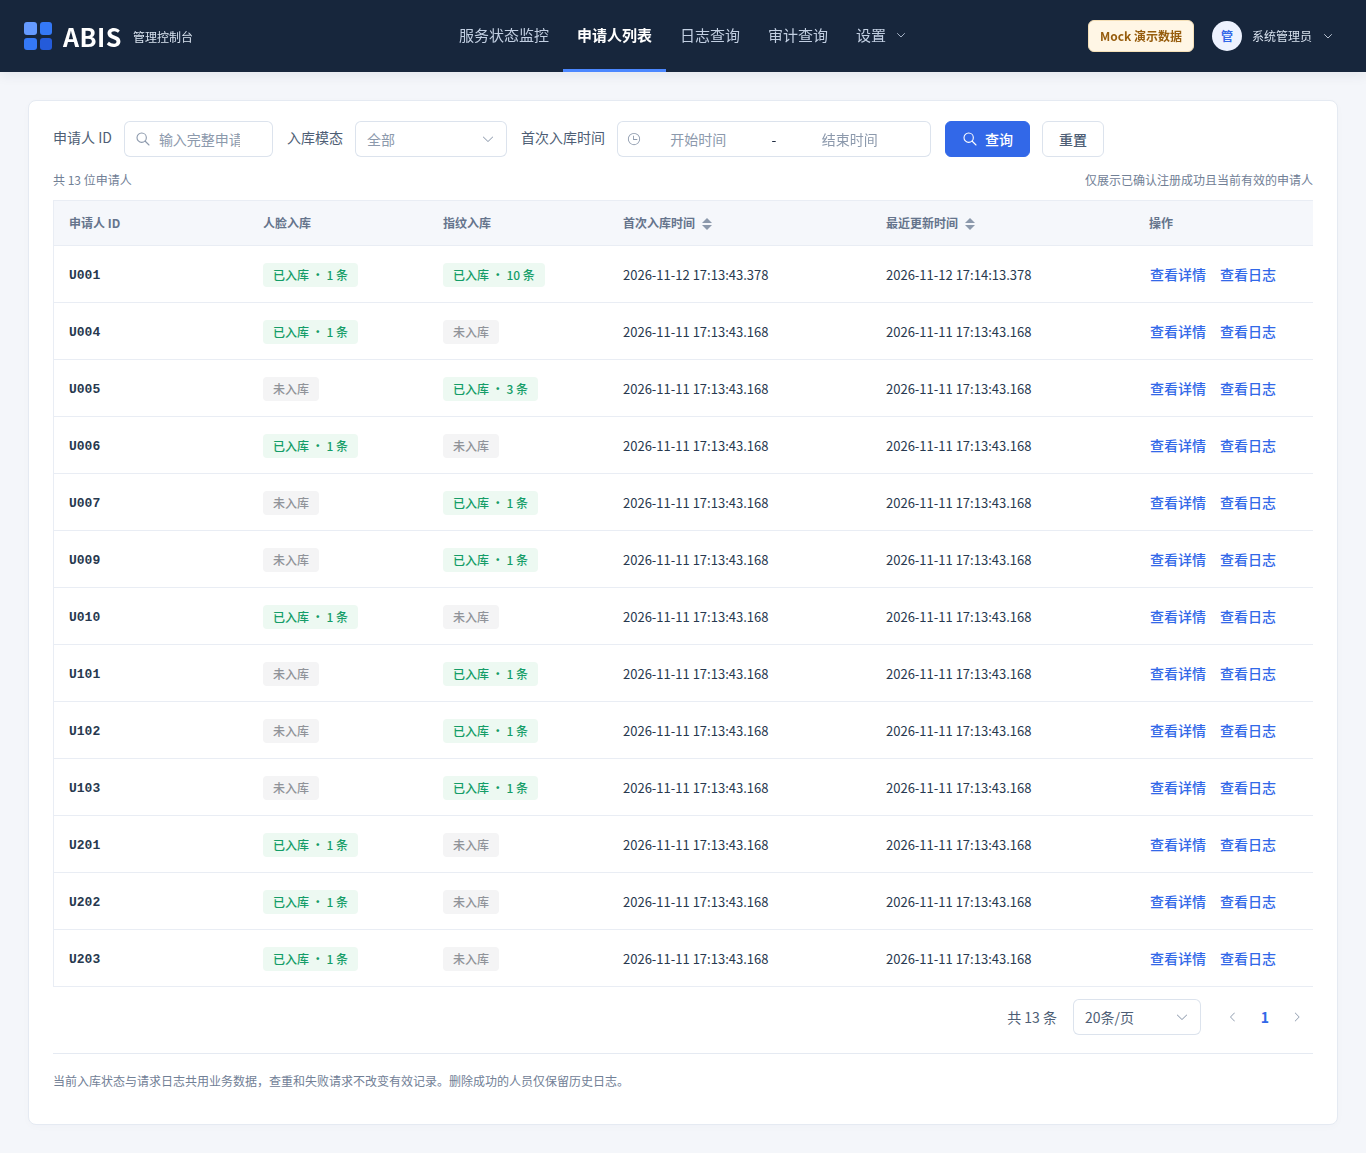 ABIS 管理控制台 服务状态监控 申请人列表 日志查询 审计查询 设置 Mock 演示数据 管 系统管理员
申请人 ID 输入完整申请 入库模态 全部 首次入库时间 开始时间 - 结束时间 查询 重置
共 13 位申请人 仅展示已确认注册成功且当前有效的申请人
申请人 ID 人脸入库 指纹入库 首次入库时间 最近更新时间 操作
U001 已入库 · 1 条 已入库 · 10 条 2026-11-12 17:13:43.378 2026-11-12 17:14:13.378 查看详情 查看日志
U004 已入库 · 1 条 未入库 2026-11-11 17:13:43.168 2026-11-11 17:13:43.168 查看详情 查看日志
U005 未入库 已入库 · 3 条 2026-11-11 17:13:43.168 2026-11-11 17:13:43.168 查看详情 查看日志
U006 已入库 · 1 条 未入库 2026-11-11 17:13:43.168 2026-11-11 17:13:43.168 查看详情 查看日志
U007 未入库 已入库 · 1 条 2026-11-11 17:13:43.168 2026-11-11 17:13:43.168 查看详情 查看日志
U009 未入库 已入库 · 1 条 2026-11-11 17:13:43.168 2026-11-11 17:13:43.168 查看详情 查看日志
U010 已入库 · 1 条 未入库 2026-11-11 17:13:43.168 2026-11-11 17:13:43.168 查看详情 查看日志
U101 未入库 已入库 · 1 条 2026-11-11 17:13:43.168 2026-11-11 17:13:43.168 查看详情 查看日志
U102 未入库 已入库 · 1 条 2026-11-11 17:13:43.168 2026-11-11 17:13:43.168 查看详情 查看日志
U103 未入库 已入库 · 1 条 2026-11-11 17:13:43.168 2026-11-11 17:13:43.168 查看详情 查看日志
U201 已入库 · 1 条 未入库 2026-11-11 17:13:43.168 2026-11-11 17:13:43.168 查看详情 查看日志
U202 已入库 · 1 条 未入库 2026-11-11 17:13:43.168 2026-11-11 17:13:43.168 查看详情 查看日志
U203 已入库 · 1 条 未入库 2026-11-11 17:13:43.168 2026-11-11 17:13:43.168 查看详情 查看日志
共 13 条 20条/页 1
当前入库状态与请求日志共用业务数据，查重和失败请求不改变有效记录。删除成功的人员仅保留历史日志。